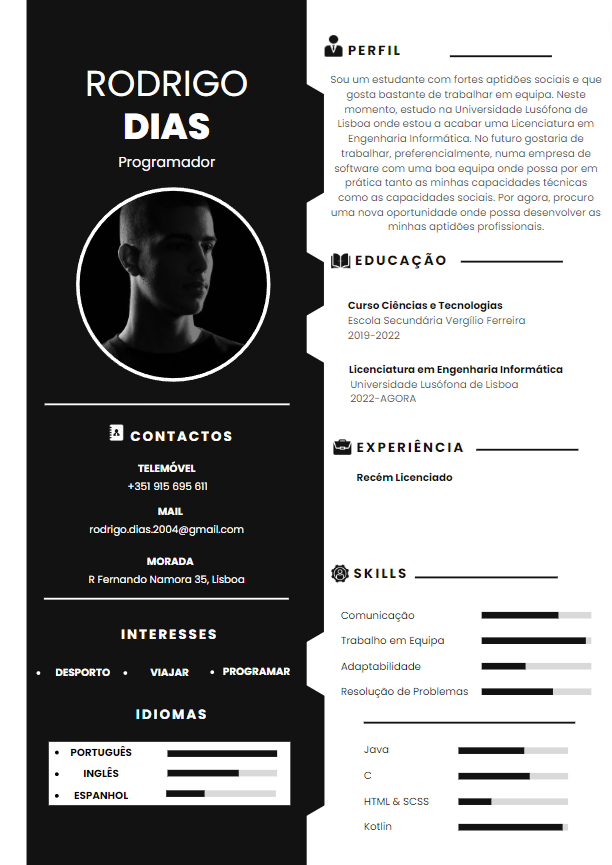 RODRIGO
DIAS
Programador
CONTACTOS
TELEMÓVEL
+351 915 695 611
MAIL
rodrigo.dias.2004@gmail.com
MORADA
R Fernando Namora 35, Lisboa
INTERESSES
• DESPORTO • VIAJAR • PROGRAMAR
IDIOMAS
• PORTUGUÊS
• INGLÊS
• ESPANHOL
PERFIL
Sou um estudante com fortes aptidões sociais e que
gosta bastante de trabalhar em equipa. Neste
momento, estudo na Universidade Lusófona de
Lisboa onde estou a acabar uma Licenciatura em
Engenharia Informática. No futuro gostaria de
trabalhar, preferencialmente, numa empresa de
software com uma boa equipa onde possa por em
prática tanto as minhas capacidades técnicas
como as capacidades sociais. Por agora, procuro
uma nova oportunidade onde possa desenvolver as
minhas aptidões profissionais.
EDUCAÇÃO
Curso Ciências e Tecnologias
Escola Secundária Vergílio Ferreira
2019-2022
Licenciatura em Engenharia Informática
Universidade Lusófona de Lisboa
2022-AGORA
EXPERIÊNCIA
Recém Licenciado
SKILLS
Comunicação
Trabalho em Equipa
Adaptabilidade
Resolução de Problemas
Java
C
HTML & SCSS
Kotlin